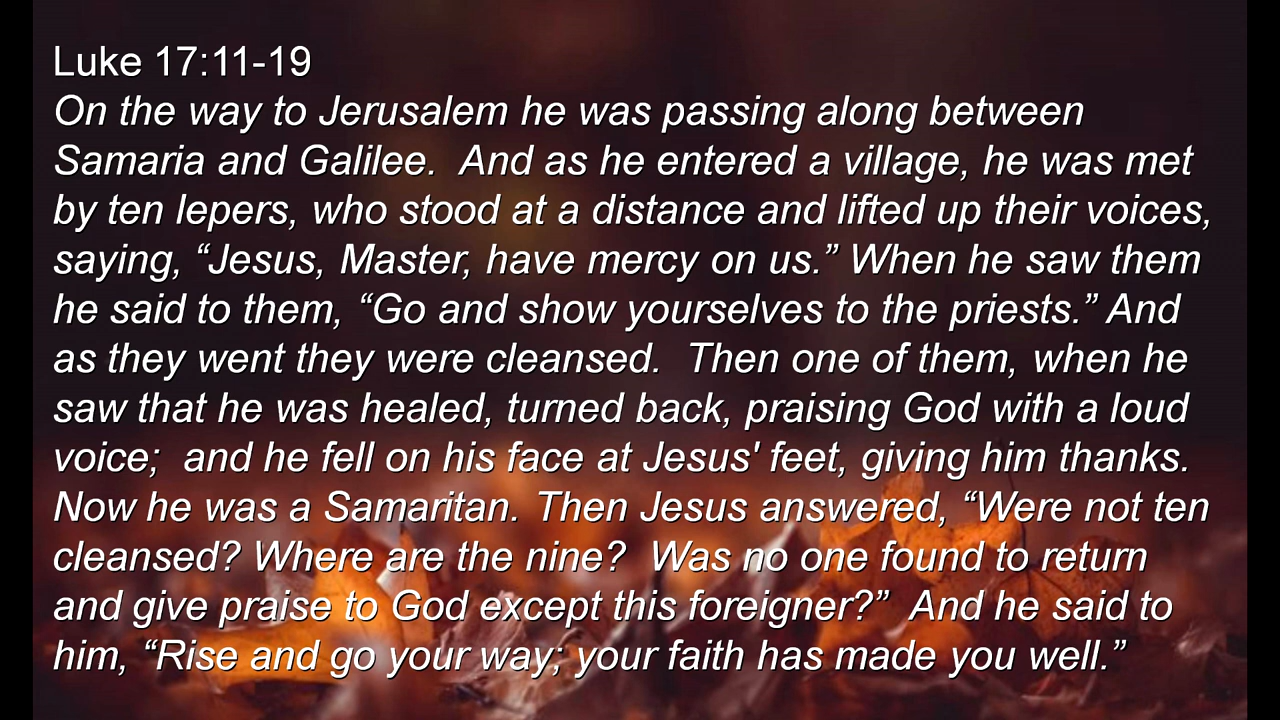 Luke 17:11-19
On the way to Jerusalem he was passing along between
Samaria and Galilee.  And as he entered a village, he was met
by ten lepers, who stood at a distance and lifted up their voices,
saying, “Jesus, Master, have mercy on us.” When he saw them
he said to them, “Go and show yourselves to the priests.” And
as they went they were cleansed.  Then one of them, when he
saw that he was healed, turned back, praising God with a loud
voice;  and he fell on his face at Jesus' feet, giving him thanks.
Now he was a Samaritan. Then Jesus answered, “Were not ten
cleansed? Where are the nine?  Was no one found to return
and give praise to God except this foreigner?”  And he said to
him, “Rise and go your way; your faith has made you well.”